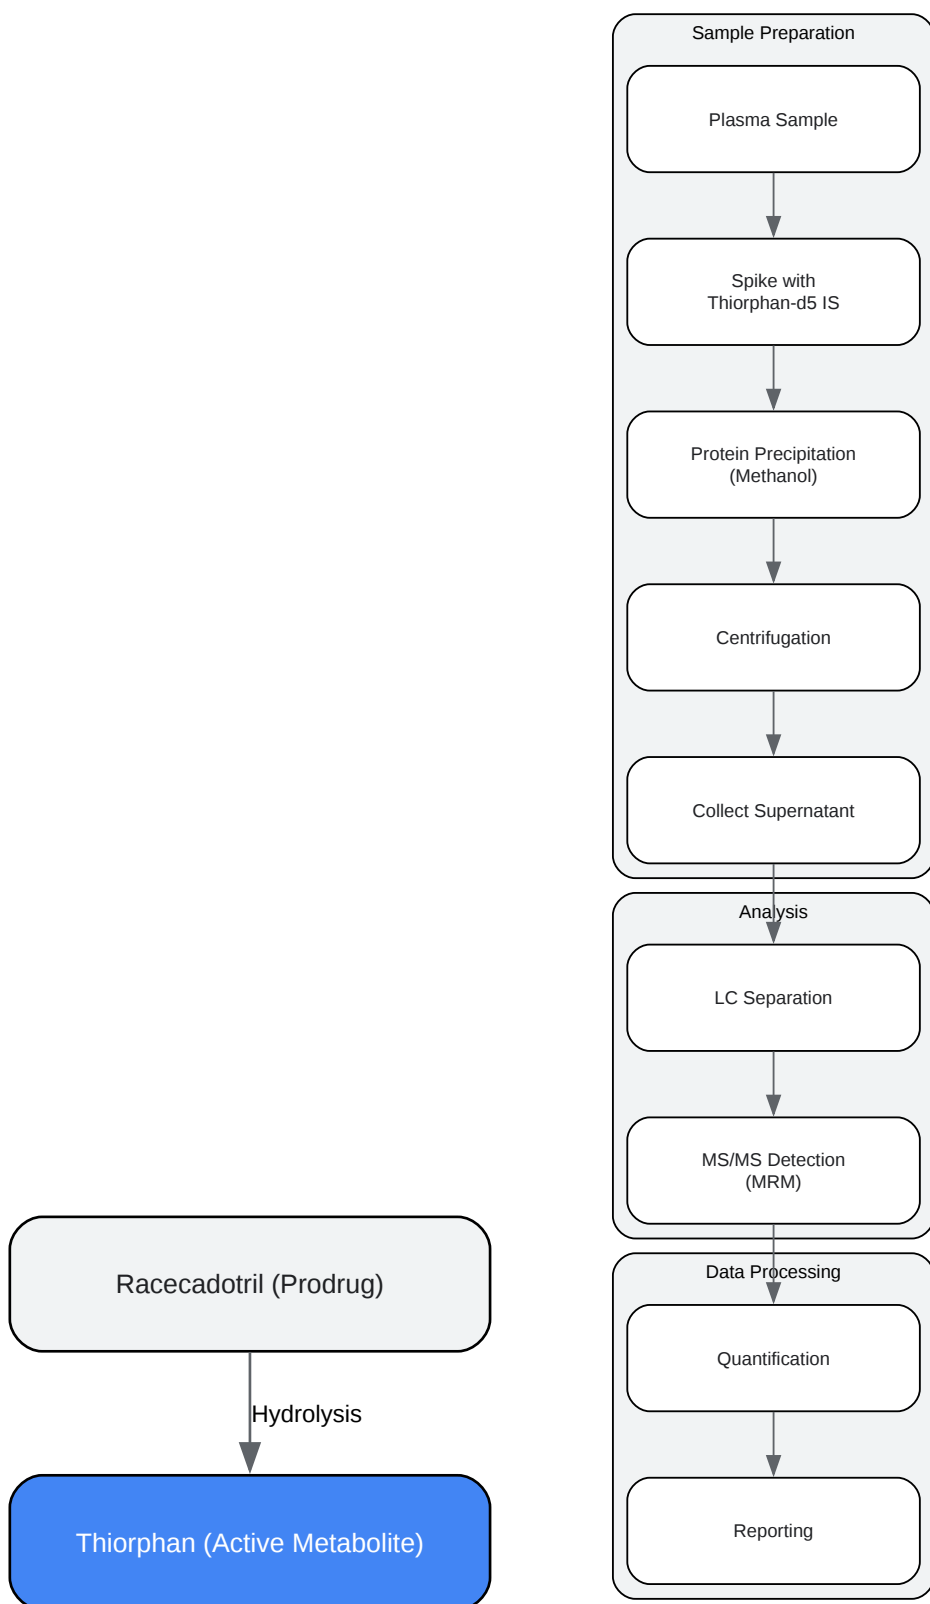 Sample Preparation
Plasma Sample
Spike with
Thiorphan-d5 IS
Protein Precipitation
(Methanol)
Centrifugation
Collect Supernatant
Analysis
LC Separation
MS/MS Detection
(MRM)
Data Processing
Quantification
Reporting
Racecadotril (Prodrug)
Hydrolysis
Thiorphan (Active Metabolite)